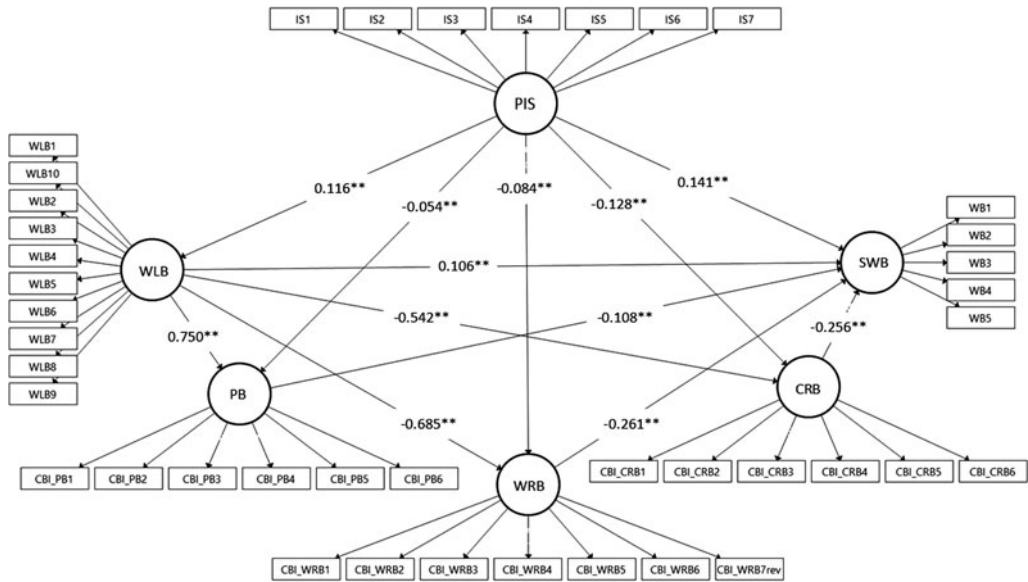 IS1 IS2 IS3 IS4 IS5 IS6 IS7
PIS
WLB1
WLB10
WLB2
WLB3
WLB4
WLB5
WLB6
WLB7
WLB8
WLB9
WLB
0.116**
-0.054**
-0.084**
-0.128**
0.141**
0.106**
-0.542**
-0.108**
0.750**
-0.685**
-0.261**
-0.256**
SWB
WB1
WB2
WB3
WB4
WB5
PB
CRB
CBI_PB1 CBI_PB2 CBI_PB3 CBI_PB4 CBI_PB5 CBI_PB6
CBI_CRB1 CBI_CRB2 CBI_CRB3 CBI_CRB4 CBI_CRB5 CBI_CRB6
WRB
CBI_WRB1 CBI_WRB2 CBI_WRB3 CBI_WRB4 CBI_WRB5 CBI_WRB6 CBI_WRB7rev